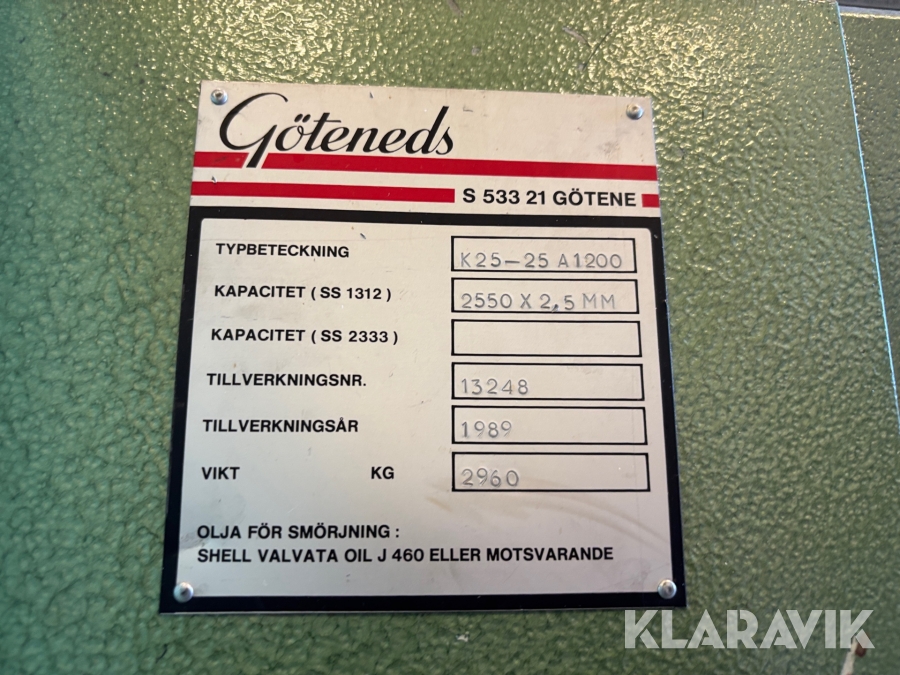 Göteneds
S 533 21 GÖTENE
TYPBETECKNING K25-25 A1200
KAPACITET ( SS 1312 ) 2550 X 2,5 MM
KAPACITET ( SS 2333 )
TILLVERKNINGSNR. 13248
TILLVERKNINGSÅR 1989
VIKT KG 2960
OLJA FÖR SMÖRJNING :
SHELL VALVATA OIL J 460 ELLER MOTSVARANDE
KLARAVIK